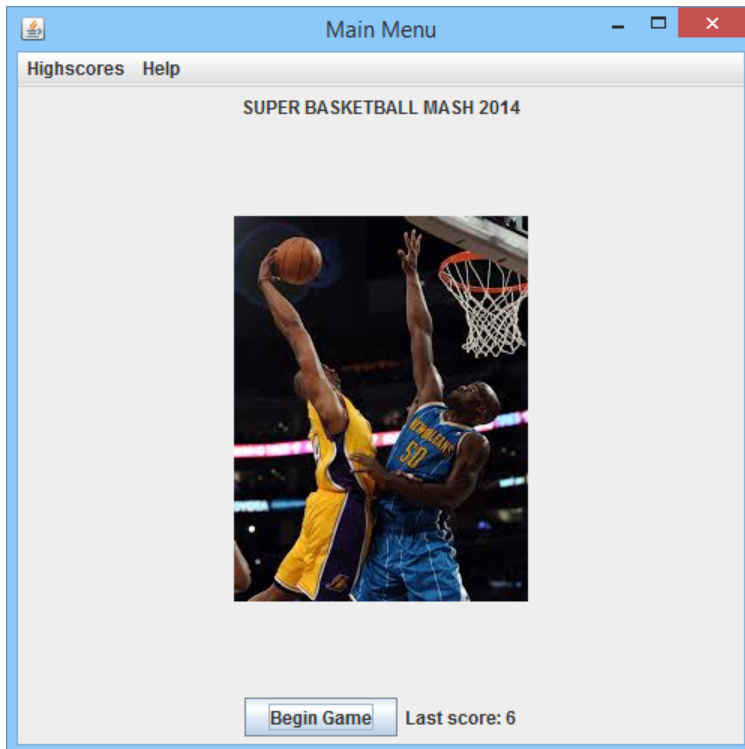 Main Menu
Highscores Help
SUPER BASKETBALL MASH 2014
NEW ORLEANS
50
Begin Game Last score: 6